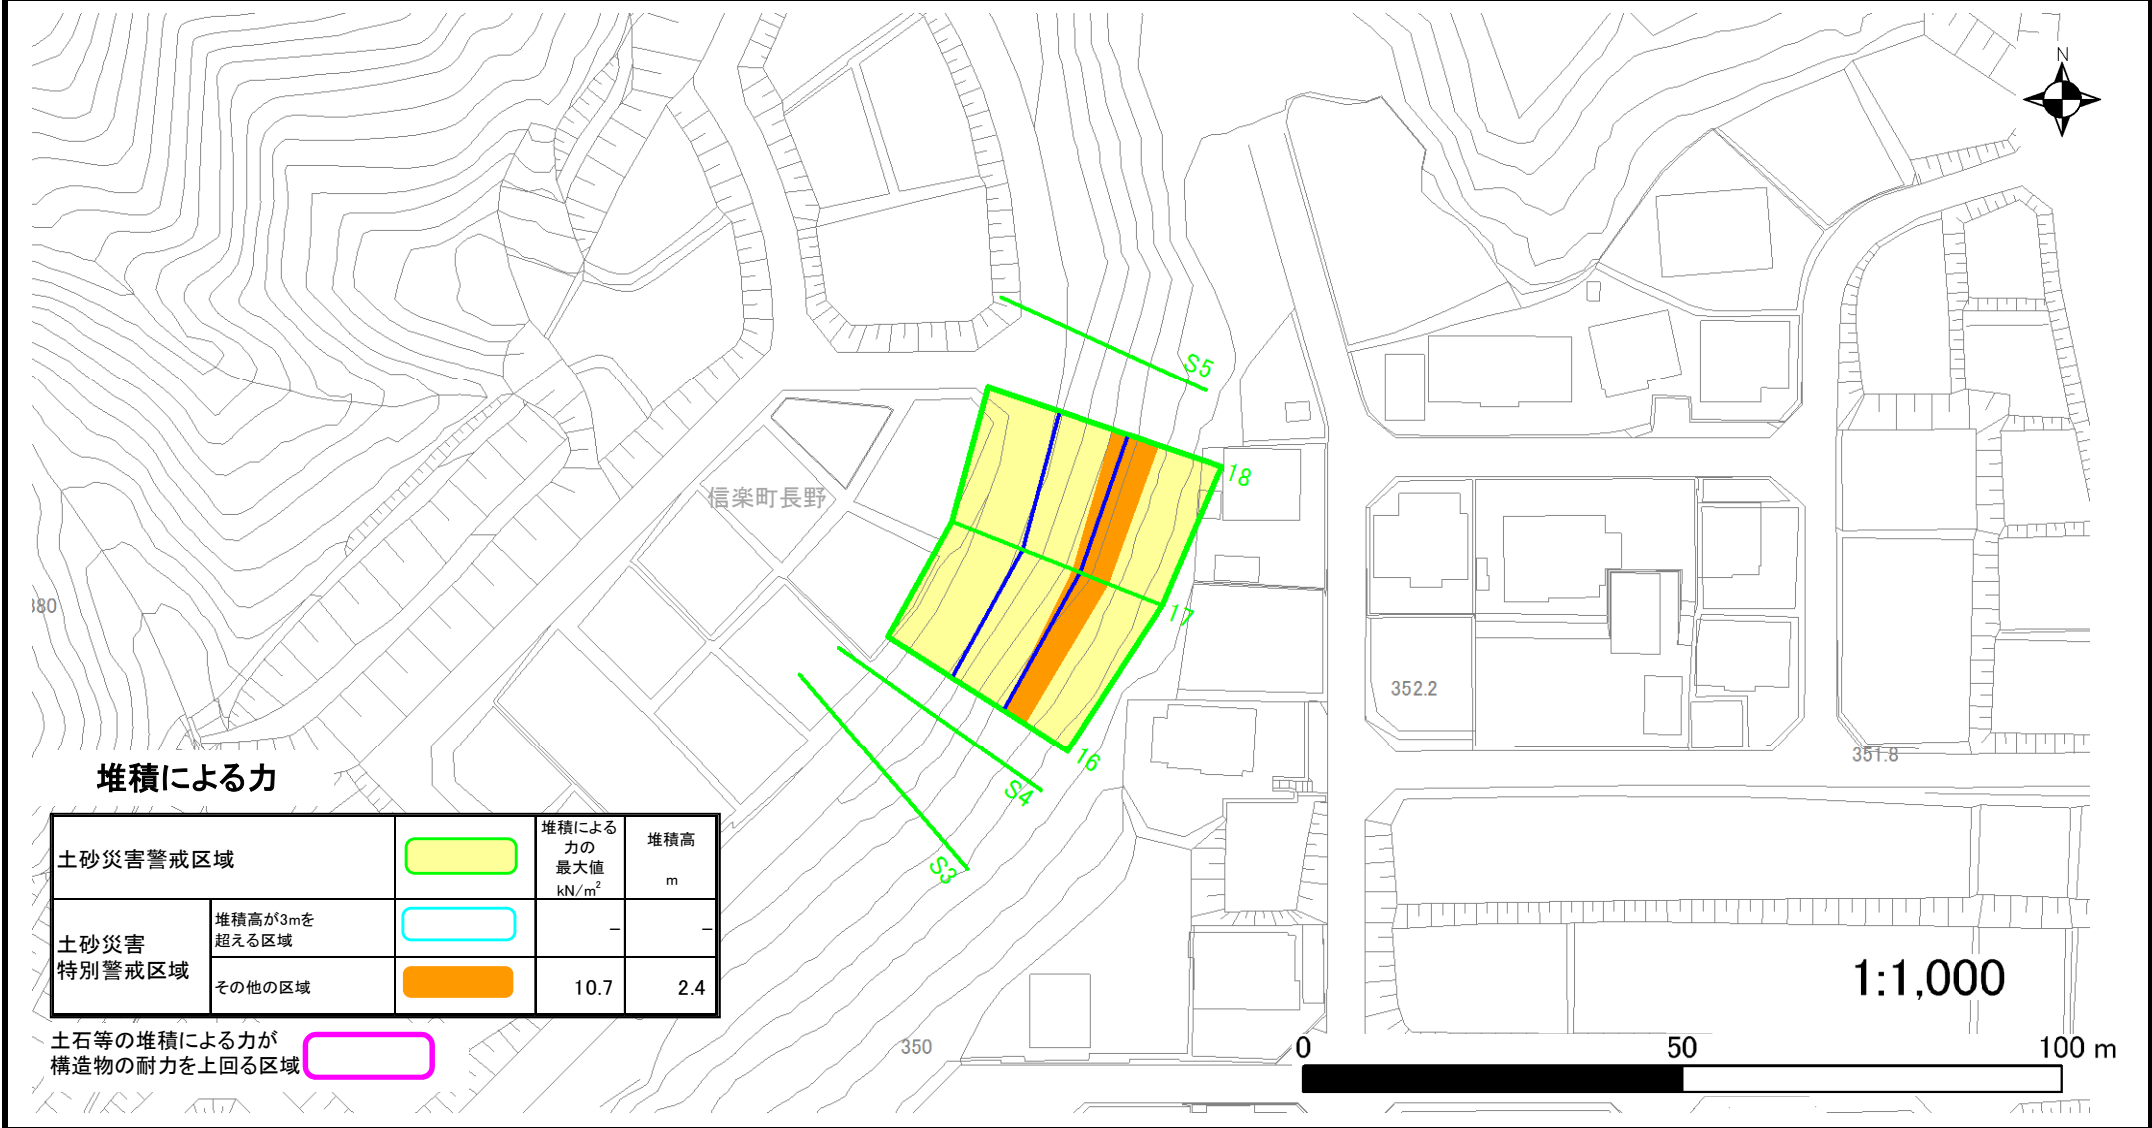 N
S5
18
信楽町長野
17
380
352.2
351.8
16
S4
S3
堆積による力
土砂災害警戒区域
堆積による
力の
最大値
kN/m²
堆積高
m
土砂災害
特別警戒区域
堆積高が3mを
超える区域
－
－
その他の区域
10.7
2.4
土石等の堆積による力が
構造物の耐力を上回る区域
350
1:1,000
0 50 100 m